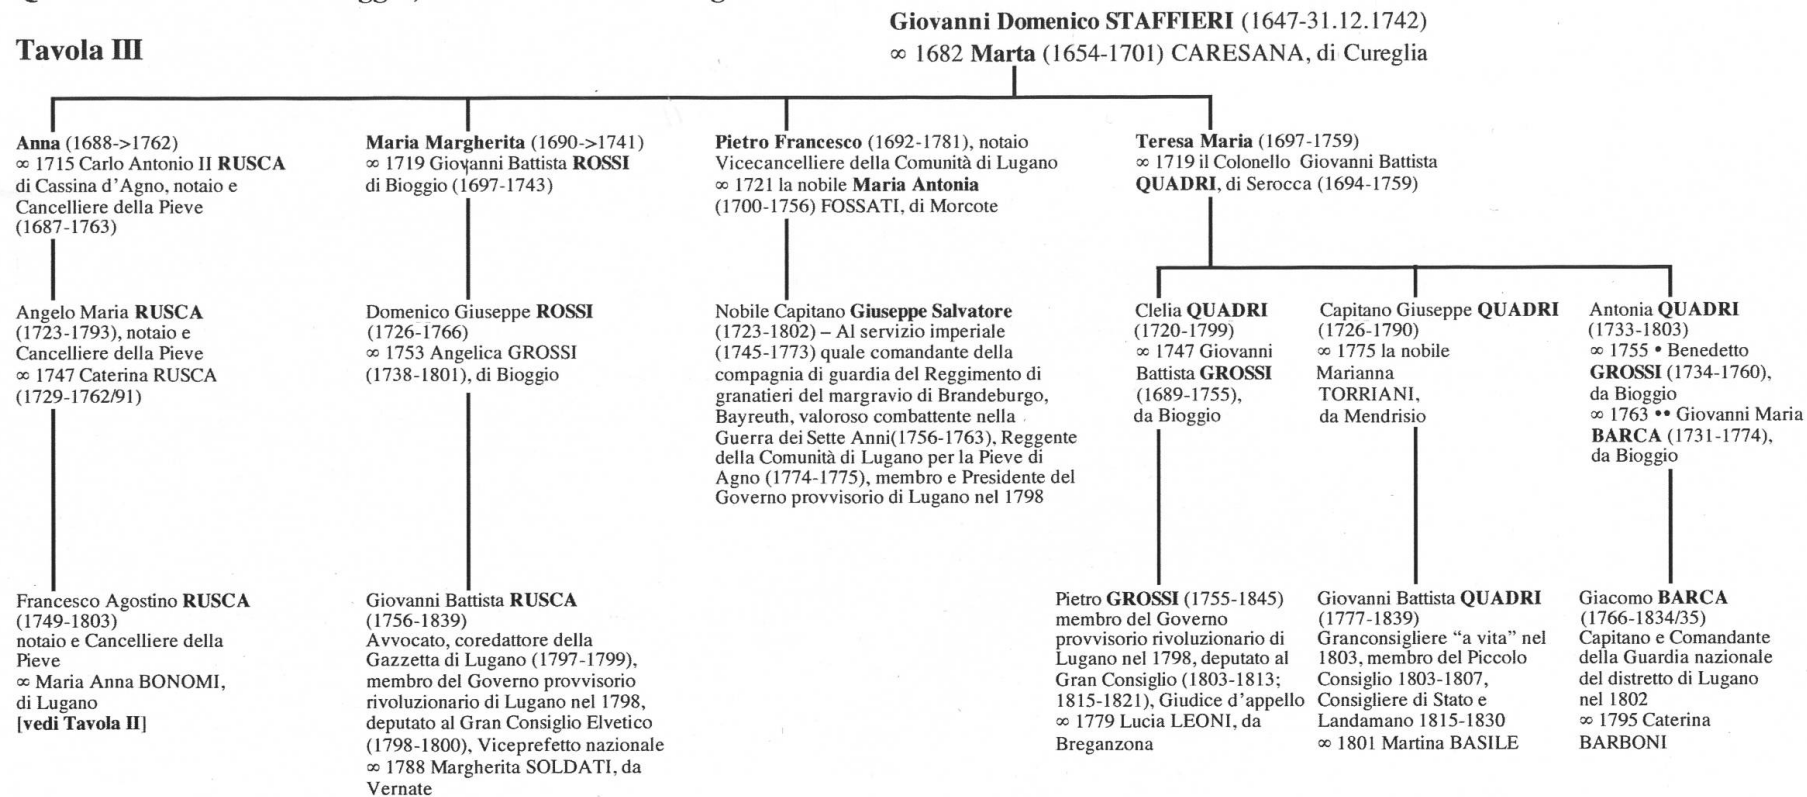 Giovanni Domenico STAFFIERI (1647-31.12.1742)
∞ 1682 Marta (1654-1701) CARESANA, di Cureglia
Tavola III
Anna (1688->1762)
∞ 1715 Carlo Antonio II RUSCA
di Cassina d'Agno, notaio e
Cancelliere della Pieve
(1687-1763)
Maria Margherita (1690->1741)
∞ 1719 Giovanni Battista ROSSI
di Bioggio (1697-1743)
Pietro Francesco (1692-1781), notaio
Vicecancelliere della Comunità di Lugano
∞ 1721 la nobile Maria Antonia
(1700-1756) FOSSATI, di Morcote
Teresa Maria (1697-1759)
∞ 1719 il Colonello Giovanni Battista
QUADRI, di Serocca (1694-1759)
Angelo Maria RUSCA
(1723-1793), notaio e
Cancelliere della Pieve
∞ 1747 Caterina RUSCA
(1729-1762/91)
Domenico Giuseppe ROSSI
(1726-1766)
∞ 1753 Angelica GROSSI
(1738-1801), di Bioggio
Nobile Capitano Giuseppe Salvatore
(1723-1802) – Al servizio imperiale
(1745-1773) quale comandante della
compagnia di guardia del Reggimento di
granatieri del margravio di Brandeburgo,
Bayreuth, valoroso combattente nella
Guerra dei Sette Anni(1756-1763), Reggente
della Comunità di Lugano per la Pieve di
Agno (1774-1775), membro e Presidente del
Governo provvisorio di Lugano nel 1798
Clelia QUADRI
(1720-1799)
∞ 1747 Giovanni
Battista GROSSI
(1689-1755),
da Bioggio
Capitano Giuseppe QUADRI
(1726-1790)
∞ 1775 la nobile
Marianna
TORRIANI,
da Mendrisio
Antonia QUADRI
(1733-1803)
∞ 1755 • Benedetto
GROSSI (1734-1760),
da Bioggio
∞ 1763 •• Giovanni Maria
BARCA (1731-1774),
da Bioggio
Francesco Agostino RUSCA
(1749-1803)
notaio e Cancelliere della
Pieve
∞ Maria Anna BONOMI,
di Lugano
[vedi Tavola II]
Giovanni Battista RUSCA
(1756-1839)
Avvocato, coredattore della
Gazzetta di Lugano (1797-1799),
membro del Governo provvisorio
rivoluzionario di Lugano nel 1798,
deputato al Gran Consiglio Elvetico
(1798-1800), Viceprefetto nazionale
∞ 1788 Margherita SOLDATI, da
Vernate
Pietro GROSSI (1755-1845)
membro del Governo
provvisorio rivoluzionario di
Lugano nel 1798, deputato al
Gran Consiglio (1803-1813;
1815-1821), Giudice d'appello
∞ 1779 Lucia LEONI, da
Breganzona
Giovanni Battista QUADRI
(1777-1839)
Granconsigliere “a vita” nel
1803, membro del Piccolo
Consiglio 1803-1807,
Consigliere di Stato e
Landamano 1815-1830
∞ 1801 Martina BASILE
Giacomo BARCA
(1766-1834/35)
Capitano e Comandante
della Guardia nazionale
del distretto di Lugano
nel 1802
∞ 1795 Caterina
BARBONI